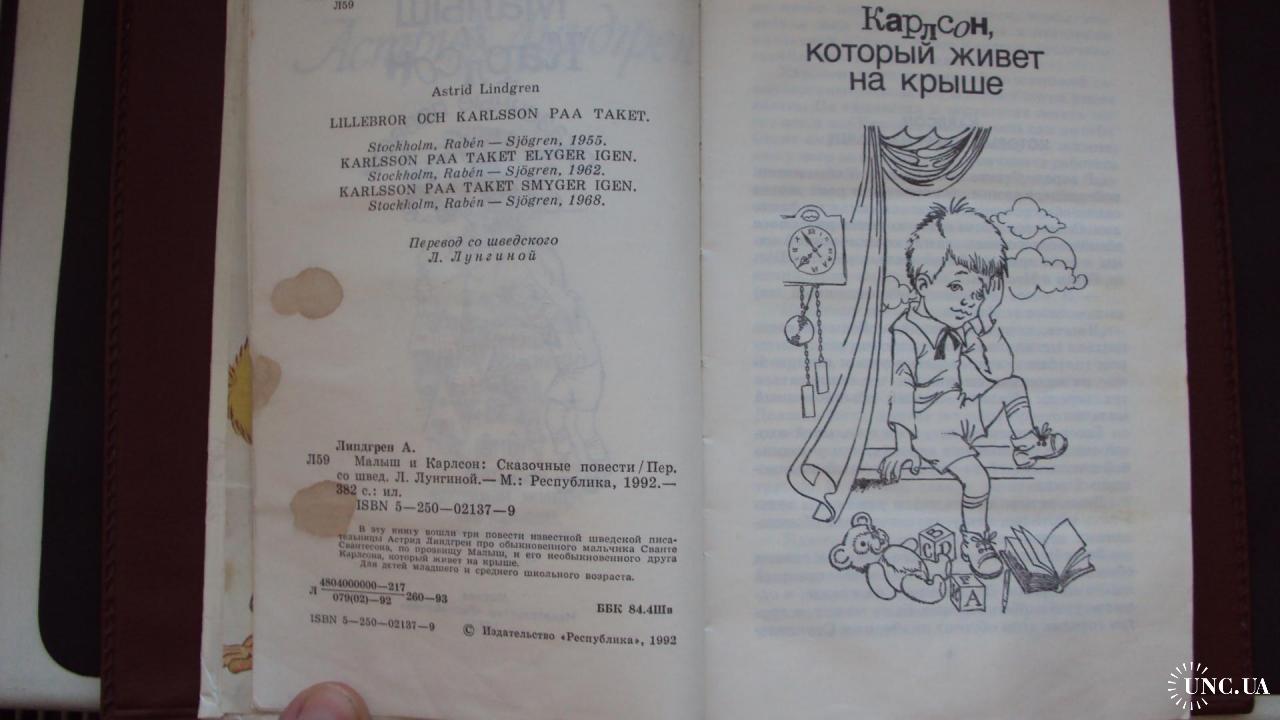 Л59
Astrid Lindgren
LILLEBROR OCH KARLSSON PAA TAKET.
Stockholm, Rabén — Sjögren, 1955.
KARLSSON PAA TAKET ELYGER IGEN.
Stockholm, Rabén — Sjögren, 1962.
KARLSSON PAA TAKET SMYGER IGEN.
Stockholm, Rabén — Sjögren, 1968.
Перевод со шведского
Л. Лунгиной
Линдгрен А.
Л59 Малыш и Карлсон: Сказочные повести / Пер.
со швед. Л. Лунгиной.— М.: Республика, 1992.—
382 с.: ил.
ISBN 5—250—02137—9
В эту книгу вошли три повести известной шведской писа-
тельницы Астрид Линдгрен про обыкновенного мальчика Сванте
Свантесона, по прозвищу Малыш, и его необыкновенного друга
Карлсона, который живет на крыше.
Для детей младшего и среднего школьного возраста.
Л 4804000000—217
079(02)—92 260—93
ББК 84.4Шв
ISBN 5—250—02137—9
© Издательство «Республика», 1992
Карлсон,
который живет
на крыше
A
UNC.UA